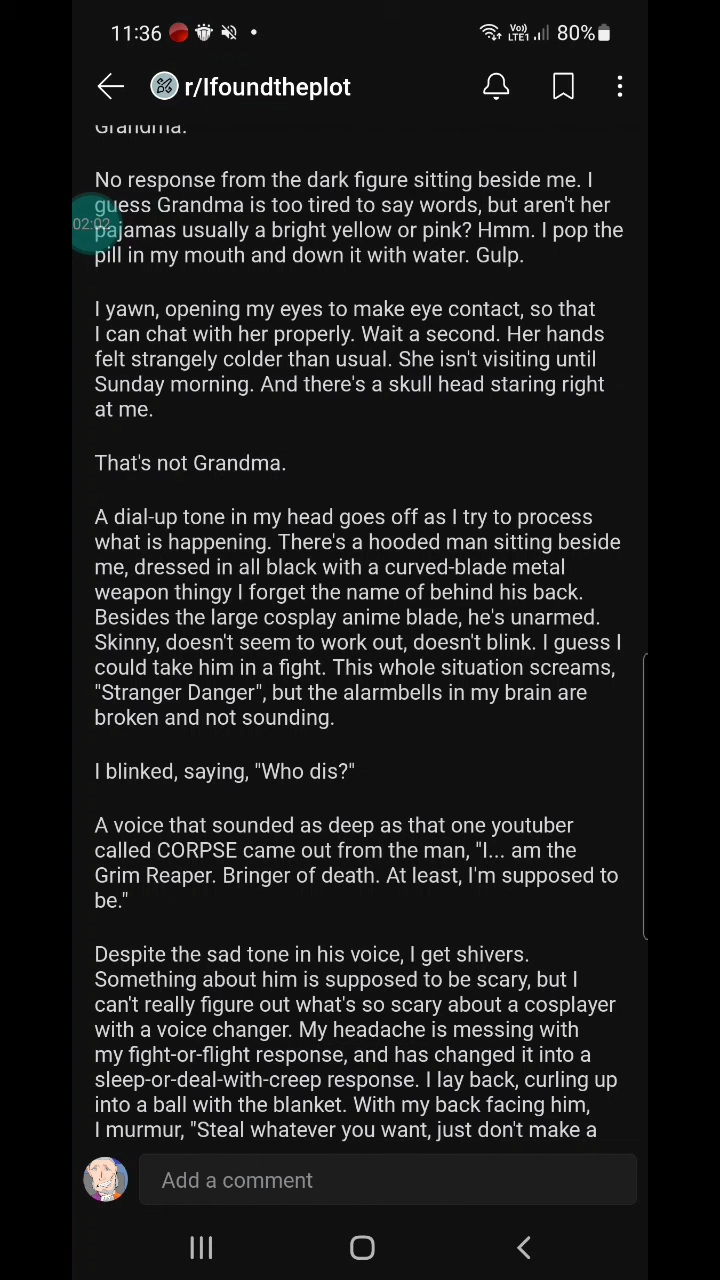 11:36
Vo))
LTE1
80%
r/Ifoundtheplot
Grandma.
No response from the dark figure sitting beside me. I
guess Grandma is too tired to say words, but aren't her
02:02
pajamas usually a bright yellow or pink? Hmm. I pop the
pill in my mouth and down it with water. Gulp.
I yawn, opening my eyes to make eye contact, so that
I can chat with her properly. Wait a second. Her hands
felt strangely colder than usual. She isn't visiting until
Sunday morning. And there's a skull head staring right
at me.
That's not Grandma.
A dial-up tone in my head goes off as I try to process
what is happening. There's a hooded man sitting beside
me, dressed in all black with a curved-blade metal
weapon thingy I forget the name of behind his back.
Besides the large cosplay anime blade, he's unarmed.
Skinny, doesn't seem to work out, doesn't blink. I guess I
could take him in a fight. This whole situation screams,
"Stranger Danger", but the alarmbells in my brain are
broken and not sounding.
I blinked, saying, "Who dis?"
A voice that sounded as deep as that one youtuber
called CORPSE came out from the man, "I... am the
Grim Reaper. Bringer of death. At least, I'm supposed to
be."
Despite the sad tone in his voice, I get shivers.
Something about him is supposed to be scary, but I
can't really figure out what's so scary about a cosplayer
with a voice changer. My headache is messing with
my fight-or-flight response, and has changed it into a
sleep-or-deal-with-creep response. I lay back, curling up
into a ball with the blanket. With my back facing him,
I murmur, "Steal whatever you want, just don't make a
Add a comment